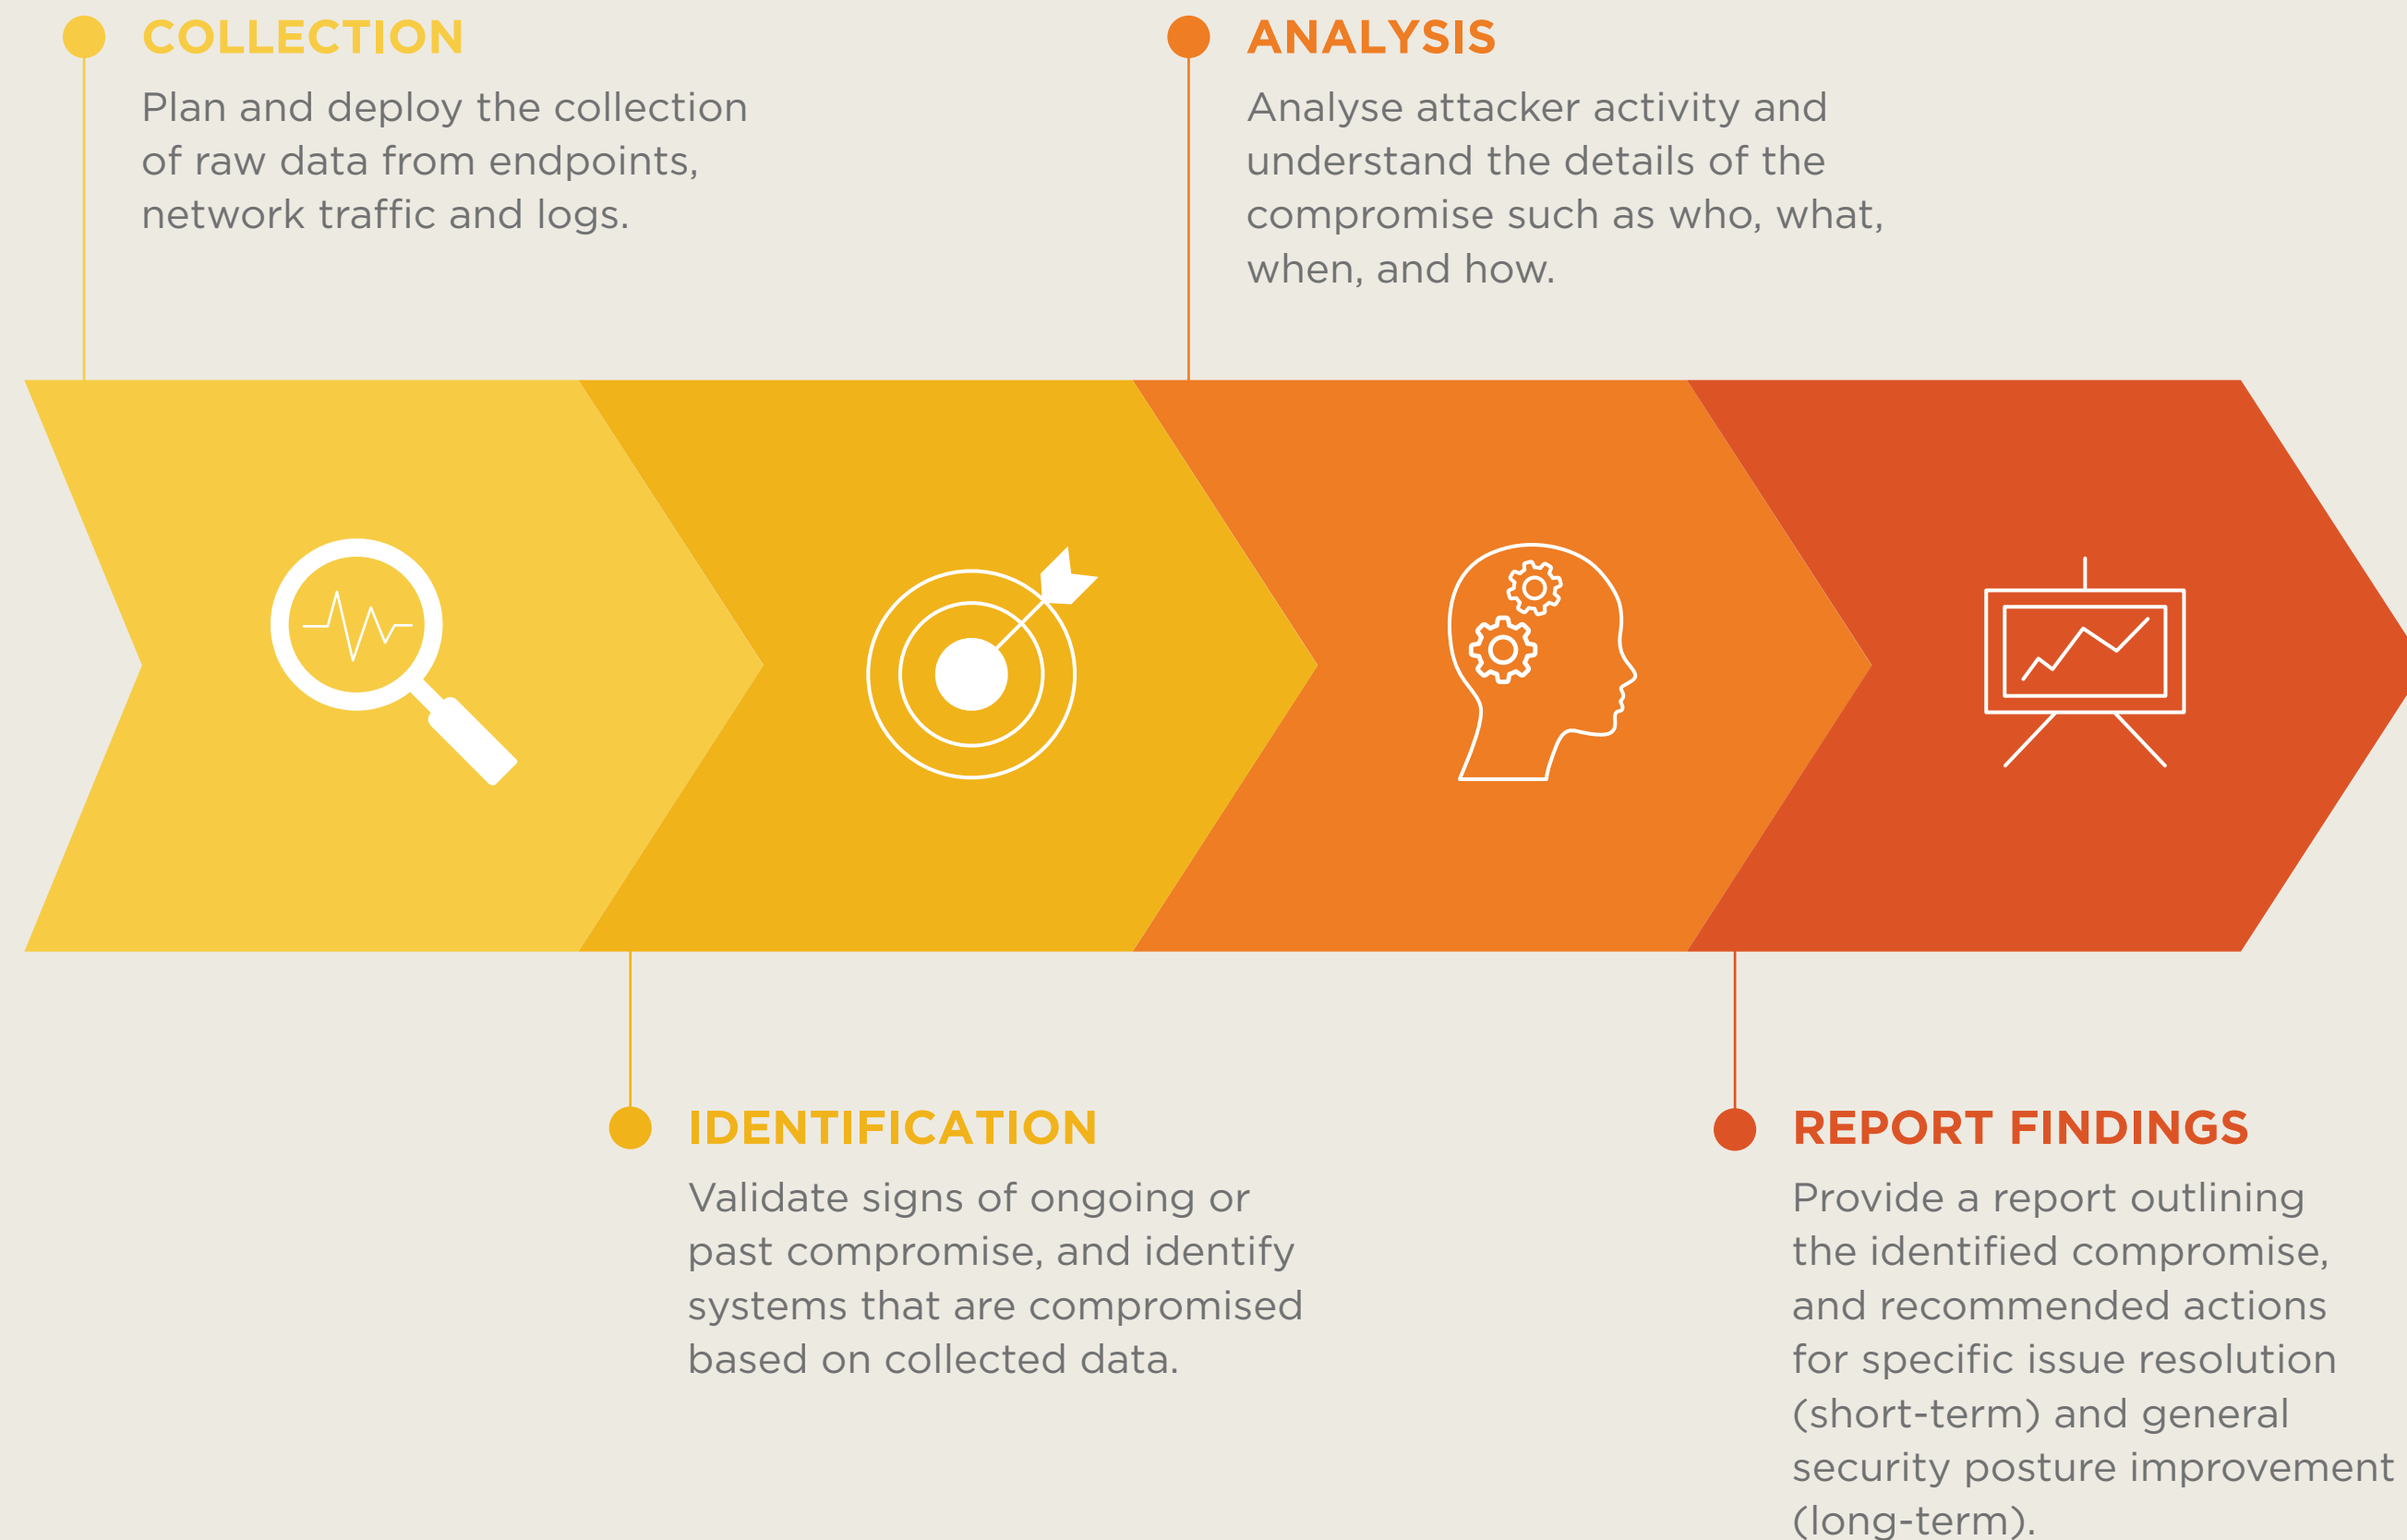 COLLECTION
Plan and deploy the collection
of raw data from endpoints,
network traffic and logs.
ANALYSIS
Analyse attacker activity and
understand the details of the
compromise such as who, what,
when, and how.
IDENTIFICATION
Validate signs of ongoing or
past compromise, and identify
systems that are compromised
based on collected data.
REPORT FINDINGS
Provide a report outlining
the identified compromise,
and recommended actions
for specific issue resolution
(short-term) and general
security posture improvement
(long-term).